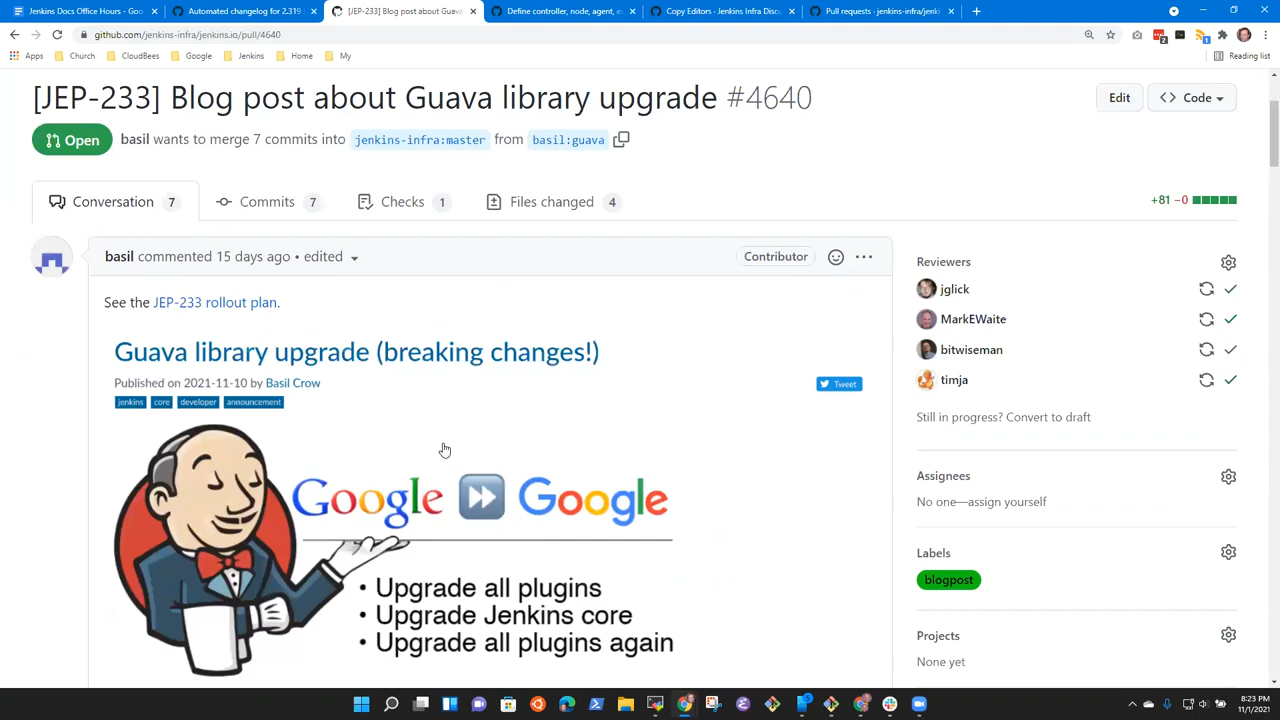 Jenkins Docs Office Hours - Goo
Automated changelog for 2.319
[JEP-233] Blog post about Guava
Define controller, node, agent, e
Copy Editors - Jenkins Infra Discu
Pull requests · jenkins-infra/jenki
github.com/jenkins-infra/jenkins.io/pull/4640
Apps
Church
CloudBees
Google
Jenkins
Home
My
Reading list
[JEP-233] Blog post about Guava library upgrade #4640
Edit
Code
Open
basil wants to merge 7 commits into jenkins-infra:master from basil:guava
Conversation 7
Commits 7
Checks 1
Files changed 4
+81 −0
basil commented 15 days ago • edited
Contributor
See the JEP-233 rollout plan.
Guava library upgrade (breaking changes!)
Published on 2021-11-10 by Basil Crow
Tweet
jenkins core developer announcement
Google Google
• Upgrade all plugins
• Upgrade Jenkins core
• Upgrade all plugins again
Reviewers
jglick
MarkEWaite
bitwiseman
timja
Still in progress? Convert to draft
Assignees
No one—assign yourself
Labels
blogpost
Projects
None yet
8:23 PM
11/1/2021